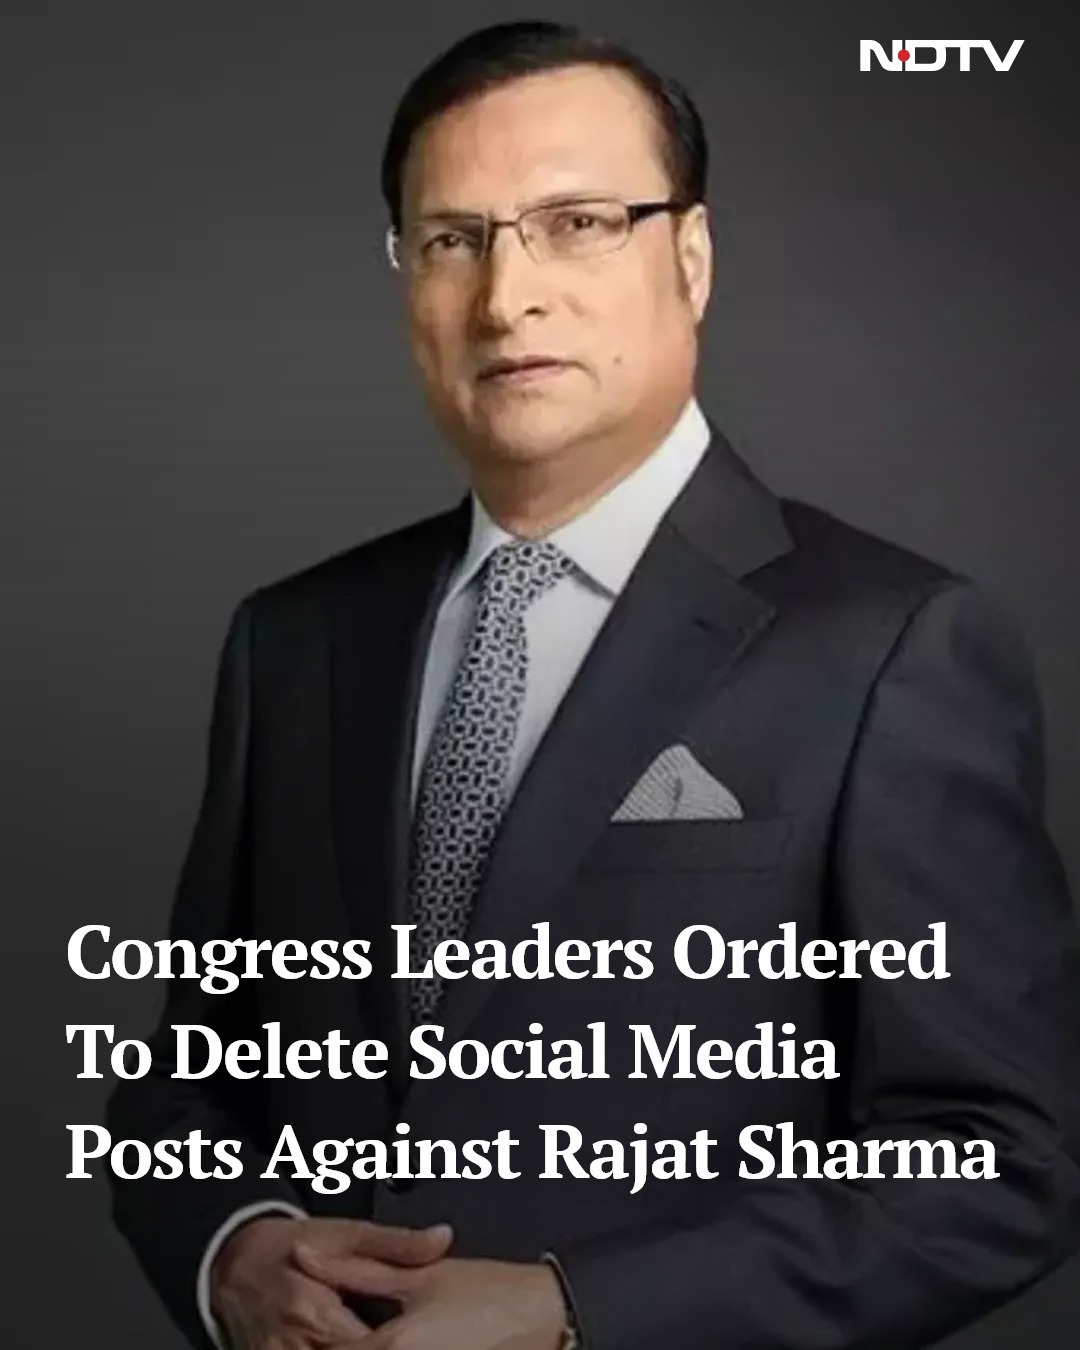 NDTV
Congress Leaders Ordered
To Delete Social Media
Posts Against Rajat Sharma